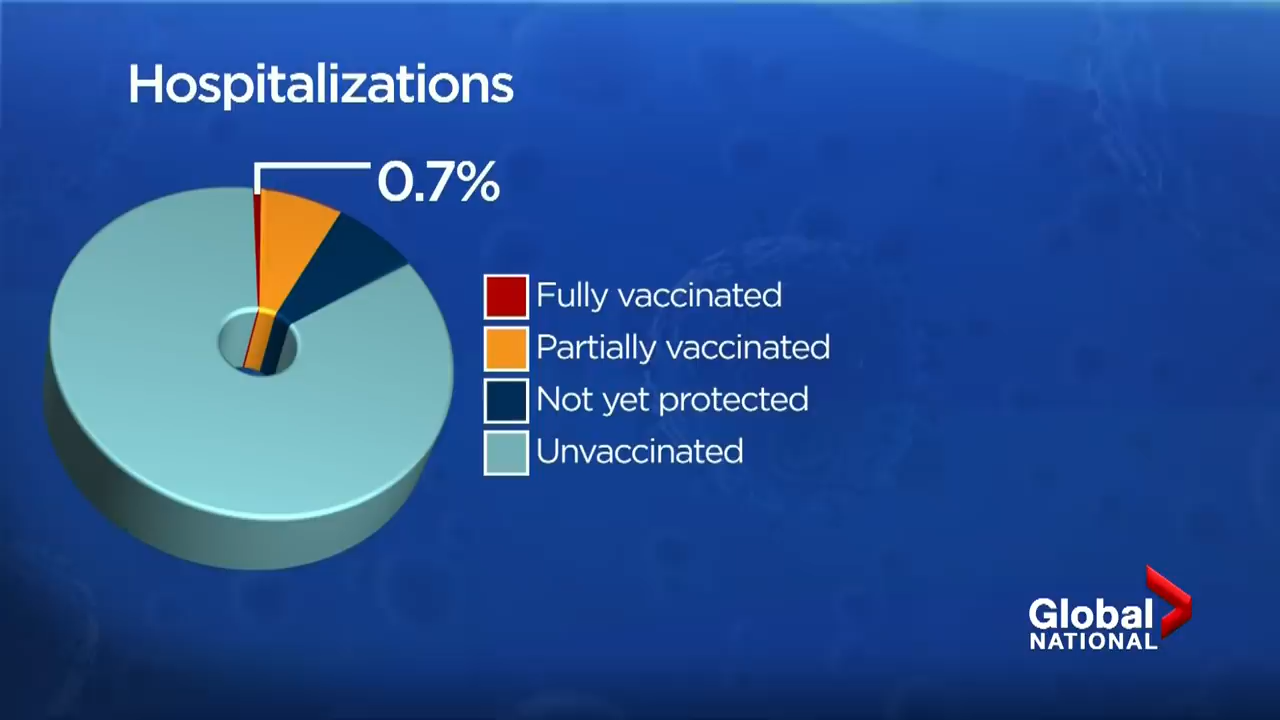 Hospitalizations
0.7%
Fully vaccinated
Partially vaccinated
Not yet protected
Unvaccinated
Global
NATIONAL